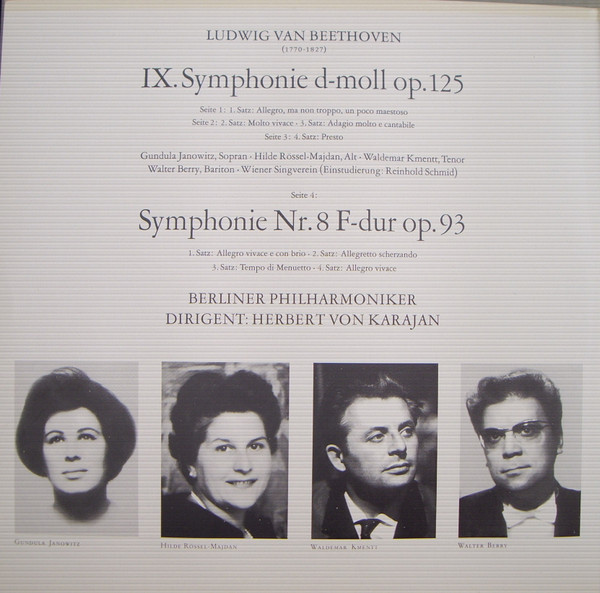 LUDWIG VAN BEETHOVEN
(1770-1827)
IX. Symphonie d-moll op. 125
Seite 1: 1. Satz: Allegro, ma non troppo, un poco maestoso
Seite 2: 2. Satz: Molto vivace · 3. Satz: Adagio molto e cantabile
Seite 3: 4. Satz: Presto
Gundula Janowitz, Sopran · Hilde Rössel-Majdan, Alt · Waldemar Kmentt, Tenor
Walter Berry, Bariton · Wiener Singverein (Einstudierung: Reinhold Schmid)
Seite 4:
Symphonie Nr. 8 F-dur op. 93
1. Satz: Allegro vivace e con brio · 2. Satz: Allegretto scherzando
3. Satz: Tempo di Menuetto · 4. Satz: Allegro vivace
BERLINER PHILHARMONIKER
DIRIGENT: HERBERT VON KARAJAN
GUNDULA JANOWITZ
HILDE RÖSSEL-MAJDAN
WALDEMAR KMENTT
WALTER BERRY